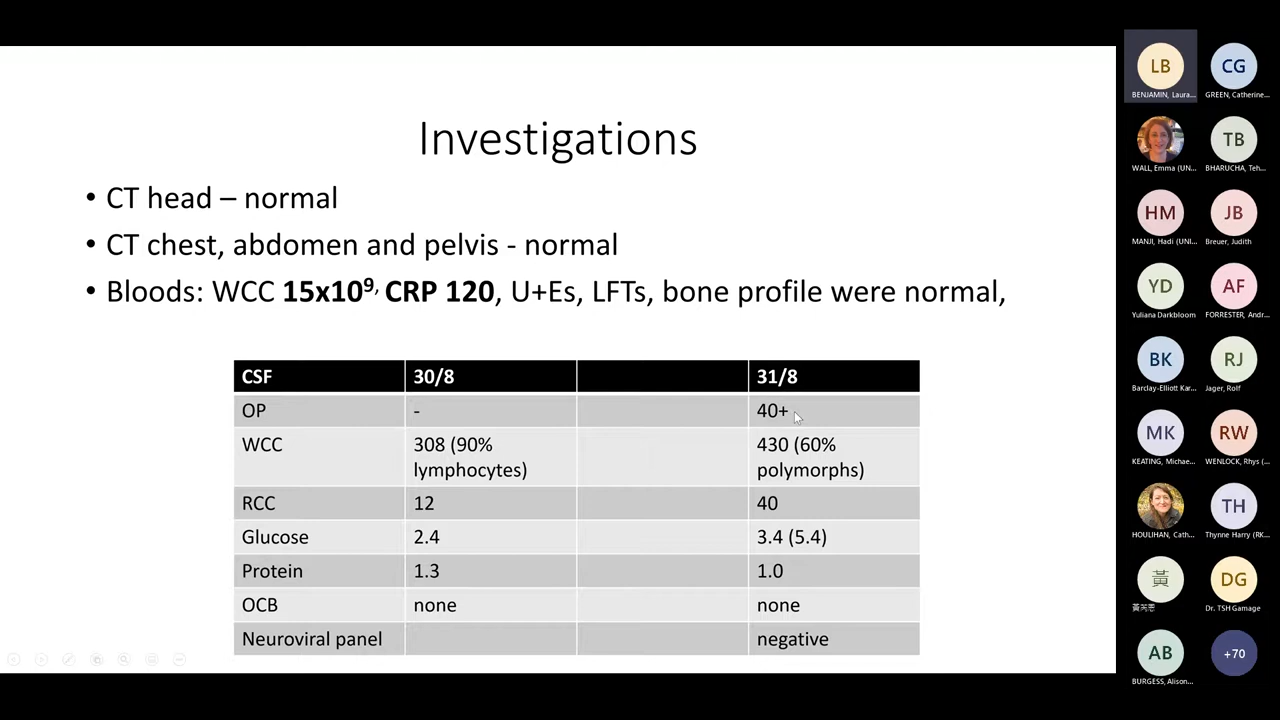 Investigations
• CT head – normal
• CT chest, abdomen and pelvis - normal
• Bloods: WCC 15x10⁹, CRP 120, U+Es, LFTs, bone profile were normal,
CSF 30/8 31/8
OP - 40+
WCC 308 (90% lymphocytes) 430 (60% polymorphs)
RCC 12 40
Glucose 2.4 3.4 (5.4)
Protein 1.3 1.0
OCB none none
Neuroviral panel negative
LB CG
BENJAMIN, Laura... GREEN, Catherine...
TB
WALL, Emma (UN... BHARUCHA, Teh...
HM JB
MANJI, Hadi (UNI... Breuer, Judith
YD AF
Yuliana Darkbloom FORRESTER, Andr...
BK RJ
Barclay-Elliott Kar... Jager, Rolf
MK RW
KEATING, Michae... WENLOCK, Rhys (...
TH
HOULIHAN, Cath... Thynne Harry (RK...
黃 DG
Dr. TSH Gamage
AB +70
BURGESS, Alison...